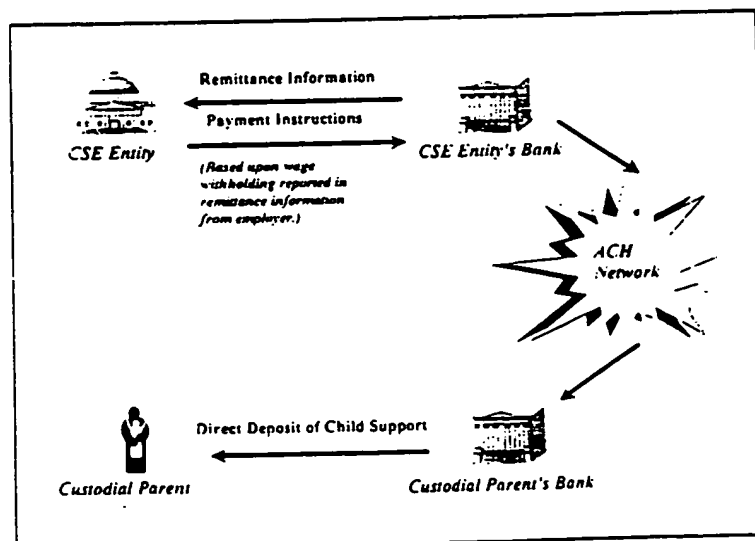 Remittance Information
Payment Instructions
CSE Entity
CSE Entity's Bank
(Based upon wage
withholding reported in
remittance information
from employer.)
ACH
Network
Direct Deposit of Child Support
Custodial Parent
Custodial Parent's Bank